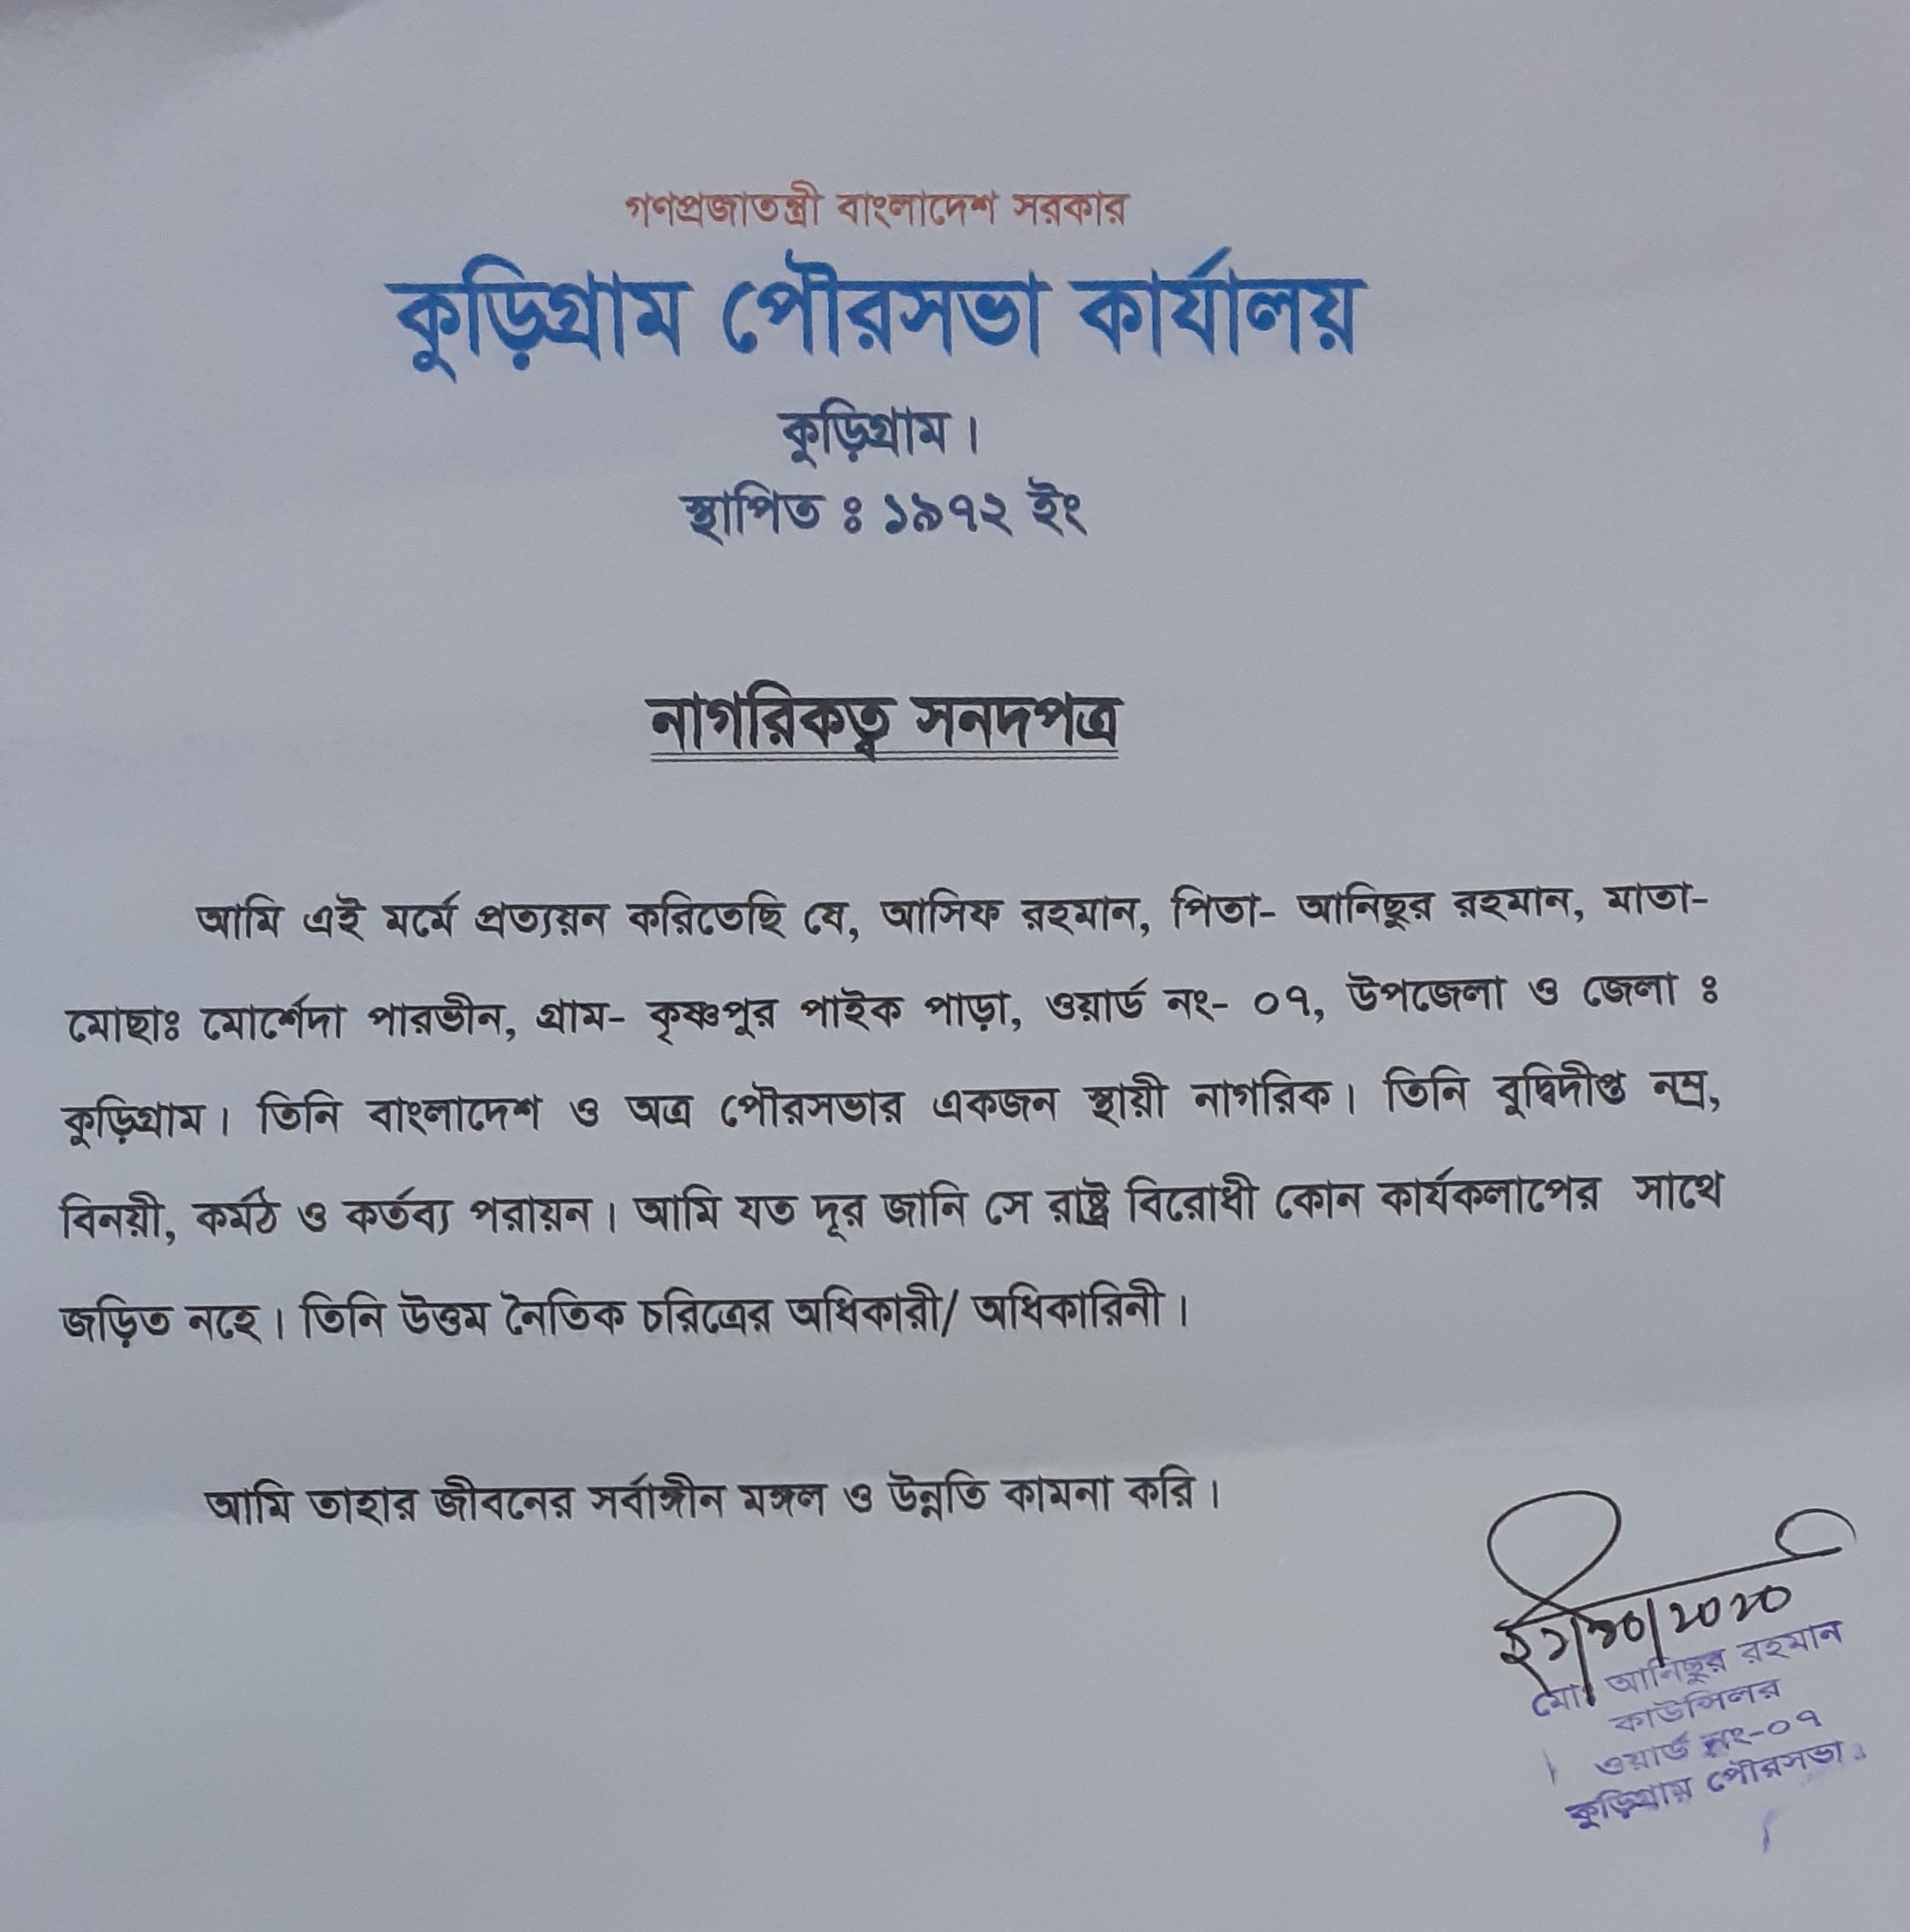 গণপ্রজাতন্ত্রী বাংলাদেশ সরকার
কুড়িগ্রাম পৌরসভা কার্যালয়
কুড়িগ্রাম।
স্থাপিত ঃ ১৯৭২ ইং
নাগরিকত্ব সনদপত্র
আমি এই মর্মে প্রত্যয়ন করিতেছি যে, আসিফ রহমান, পিতা- আনিছুর রহমান, মাতা-
মোছাঃ মোর্শেদা পারভীন, গ্রাম- কৃষ্ণপুর পাইক পাড়া, ওয়ার্ড নং- ০৭, উপজেলা ও জেলা ঃ
কুড়িগ্রাম। তিনি বাংলাদেশ ও অত্র পৌরসভার একজন স্থায়ী নাগরিক। তিনি বুদ্বিদীপ্ত নম্র,
বিনয়ী, কর্মঠ ও কর্তব্য পরায়ন। আমি যত দূর জানি সে রাষ্ট্র বিরোধী কোন কার্যকলাপের সাথে
জড়িত নহে। তিনি উত্তম নৈতিক চরিত্রের অধিকারী/ অধিকারিনী।
আমি তাহার জীবনের সর্বাঙ্গীন মঙ্গল ও উন্নতি কামনা করি।
মোঃ আনিছুর রহমান
কাউন্সিলর
ওয়ার্ড নং-০৭
কুড়িগ্রাম পৌরসভা।